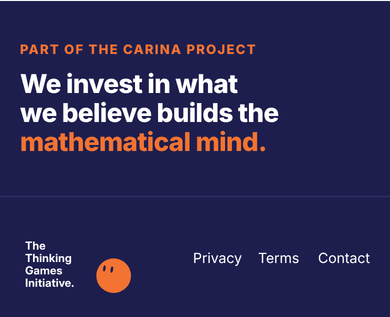 PART OF THE CARINA PROJECT
We invest in what
we believe builds the
mathematical mind.
The
Thinking
Games
Initiative.
Privacy Terms Contact